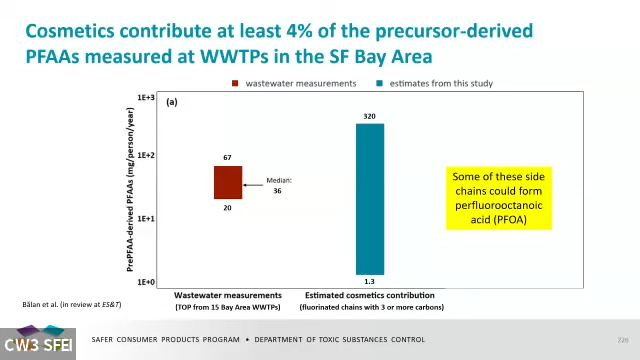 Cosmetics contribute at least 4% of the precursor-derived
PFAAs measured at WWTPs in the SF Bay Area
wastewater measurements
estimates from this study
PrePFAA-derived PFAAs (mg/person/year)
1E+3
1E+2
1E+1
1E+0
(a)
67
Median:
36
20
320
1.3
Some of these side
chains could form
perfluorooctanoic
acid (PFOA)
Wastewater measurements
(TOP from 15 Bay Area WWTPs)
Estimated cosmetics contribution
(fluorinated chains with 3 or more carbons)
Bălan et al. (in review at ES&T)
CW3 SFEI
SAFER CONSUMER PRODUCTS PROGRAM • DEPARTMENT OF TOXIC SUBSTANCES CONTROL